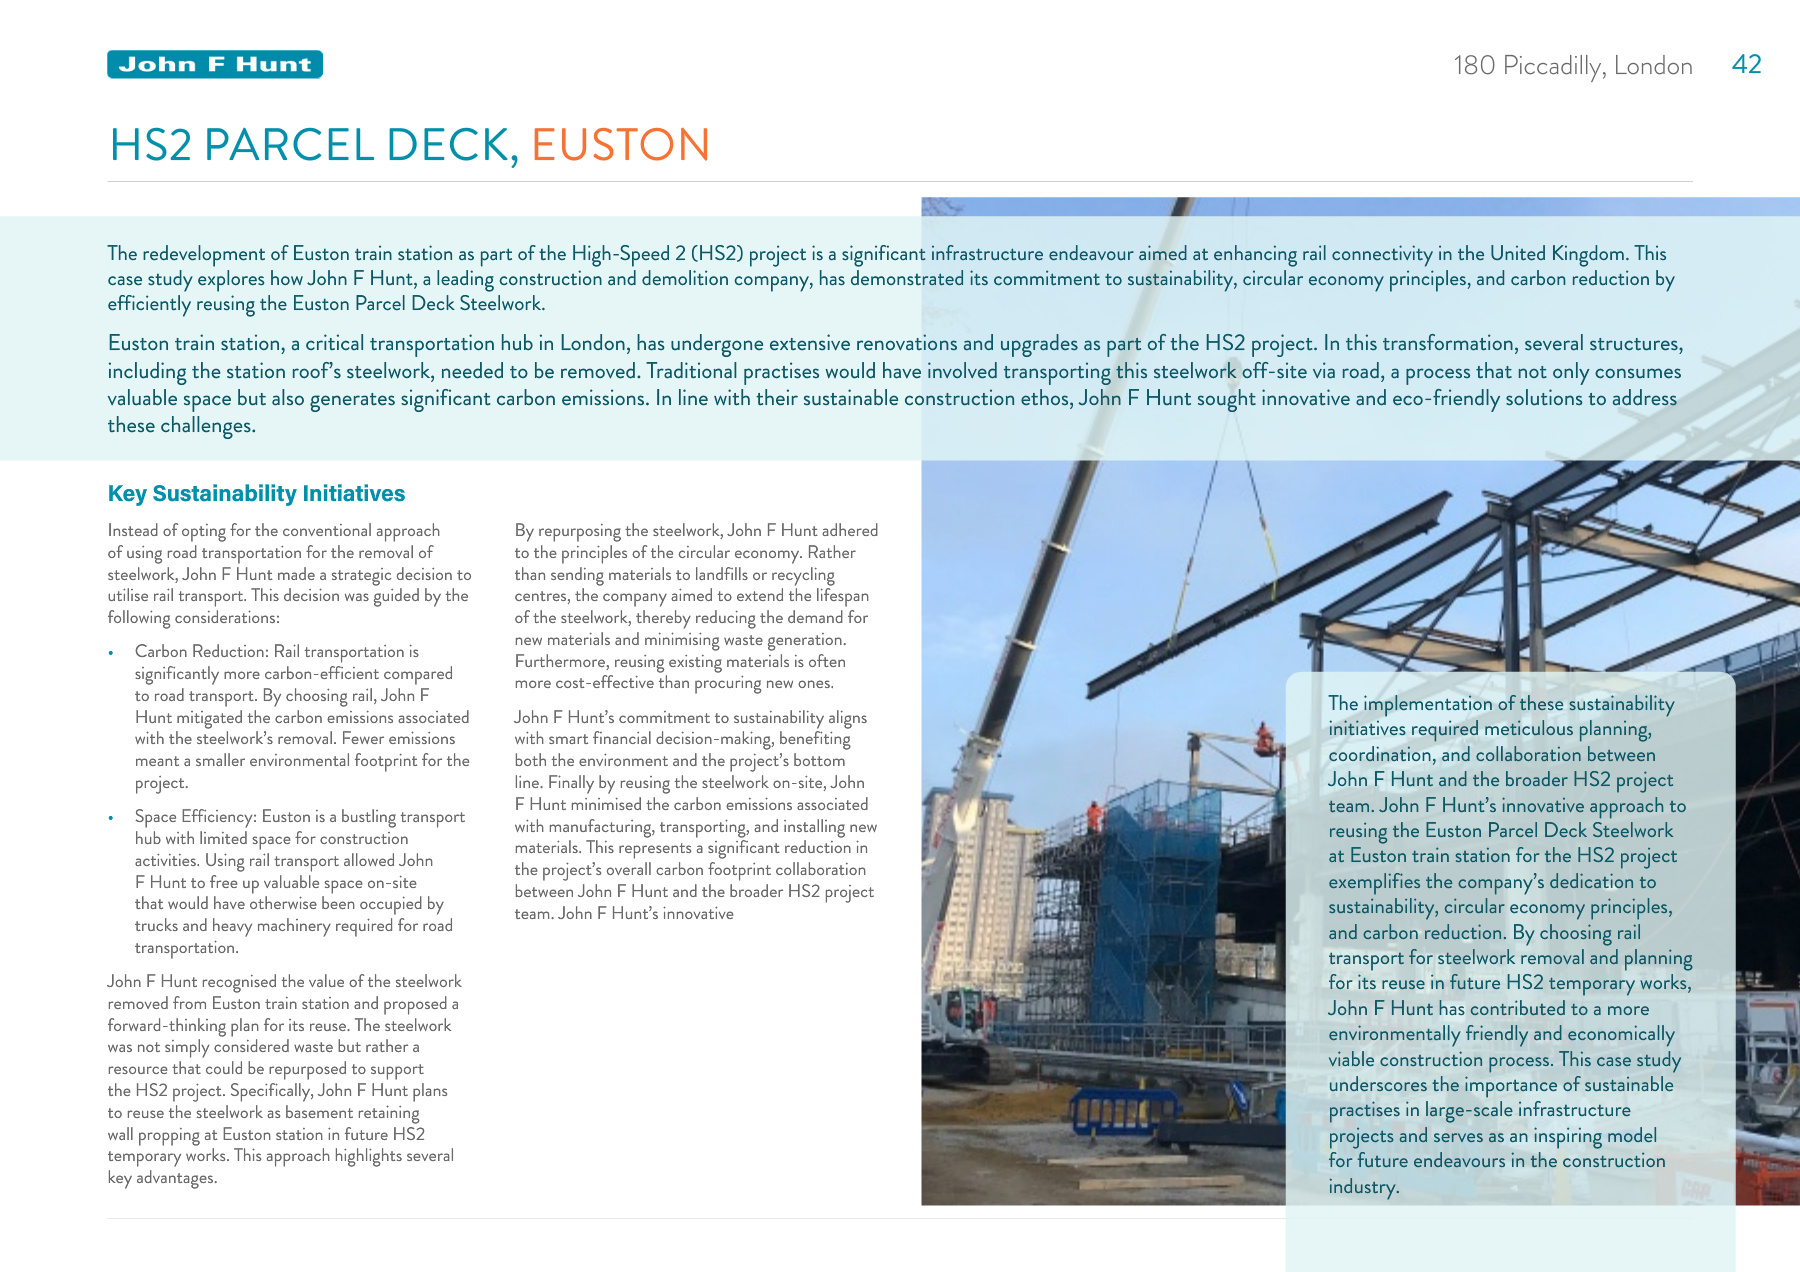 John F Hunt
180 Piccadilly, London 42
HS2 PARCEL DECK, EUSTON
The redevelopment of Euston train station as part of the High-Speed 2 (HS2) project is a significant infrastructure endeavour aimed at enhancing rail connectivity in the United Kingdom. This
case study explores how John F Hunt, a leading construction and demolition company, has demonstrated its commitment to sustainability, circular economy principles, and carbon reduction by
efficiently reusing the Euston Parcel Deck Steelwork.
Euston train station, a critical transportation hub in London, has undergone extensive renovations and upgrades as part of the HS2 project. In this transformation, several structures,
including the station roof's steelwork, needed to be removed. Traditional practises would have involved transporting this steelwork off-site via road, a process that not only consumes
valuable space but also generates significant carbon emissions. In line with their sustainable construction ethos, John F Hunt sought innovative and eco-friendly solutions to address
these challenges.
Key Sustainability Initiatives
Instead of opting for the conventional approach
of using road transportation for the removal of
steelwork, John F Hunt made a strategic decision to
utilise rail transport. This decision was guided by the
following considerations:
• Carbon Reduction: Rail transportation is
significantly more carbon-efficient compared
to road transport. By choosing rail, John F
Hunt mitigated the carbon emissions associated
with the steelwork's removal. Fewer emissions
meant a smaller environmental footprint for the
project.
• Space Efficiency: Euston is a bustling transport
hub with limited space for construction
activities. Using rail transport allowed John
F Hunt to free up valuable space on-site
that would have otherwise been occupied by
trucks and heavy machinery required for road
transportation.
John F Hunt recognised the value of the steelwork
removed from Euston train station and proposed a
forward-thinking plan for its reuse. The steelwork
was not simply considered waste but rather a
resource that could be repurposed to support
the HS2 project. Specifically, John F Hunt plans
to reuse the steelwork as basement retaining
wall propping at Euston station in future HS2
temporary works. This approach highlights several
key advantages.
By repurposing the steelwork, John F Hunt adhered
to the principles of the circular economy. Rather
than sending materials to landfills or recycling
centres, the company aimed to extend the lifespan
of the steelwork, thereby reducing the demand for
new materials and minimising waste generation.
Furthermore, reusing existing materials is often
more cost-effective than procuring new ones.
John F Hunt's commitment to sustainability aligns
with smart financial decision-making, benefiting
both the environment and the project's bottom
line. Finally by reusing the steelwork on-site, John
F Hunt minimised the carbon emissions associated
with manufacturing, transporting, and installing new
materials. This represents a significant reduction in
the project's overall carbon footprint collaboration
between John F Hunt and the broader HS2 project
team. John F Hunt's innovative
The implementation of these sustainability
initiatives required meticulous planning,
coordination, and collaboration between
John F Hunt and the broader HS2 project
team. John F Hunt's innovative approach to
reusing the Euston Parcel Deck Steelwork
at Euston train station for the HS2 project
exemplifies the company's dedication to
sustainability, circular economy principles,
and carbon reduction. By choosing rail
transport for steelwork removal and planning
for its reuse in future HS2 temporary works,
John F Hunt has contributed to a more
environmentally friendly and economically
viable construction process. This case study
underscores the importance of sustainable
practises in large-scale infrastructure
projects and serves as an inspiring model
for future endeavours in the construction
industry.